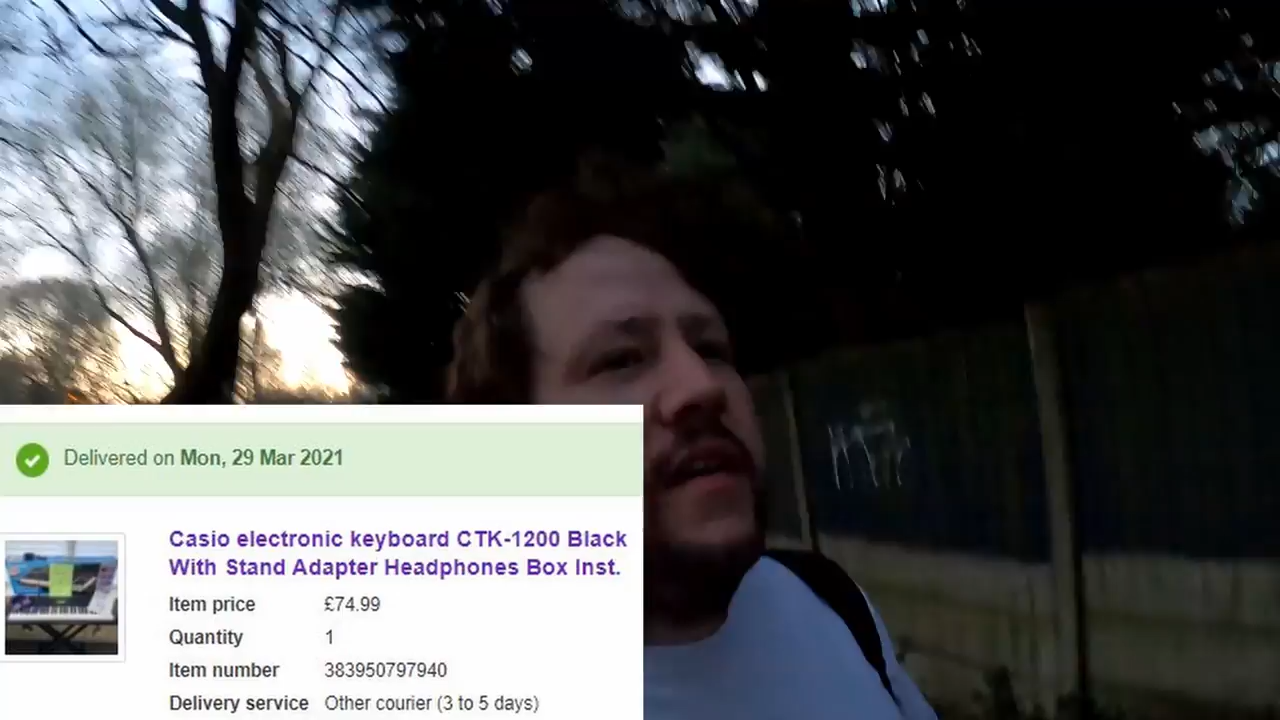 Delivered on Mon, 29 Mar 2021
Casio electronic keyboard CTK-1200 Black
With Stand Adapter Headphones Box Inst.
Item price £74.99
Quantity 1
Item number 383950797940
Delivery service Other courier (3 to 5 days)